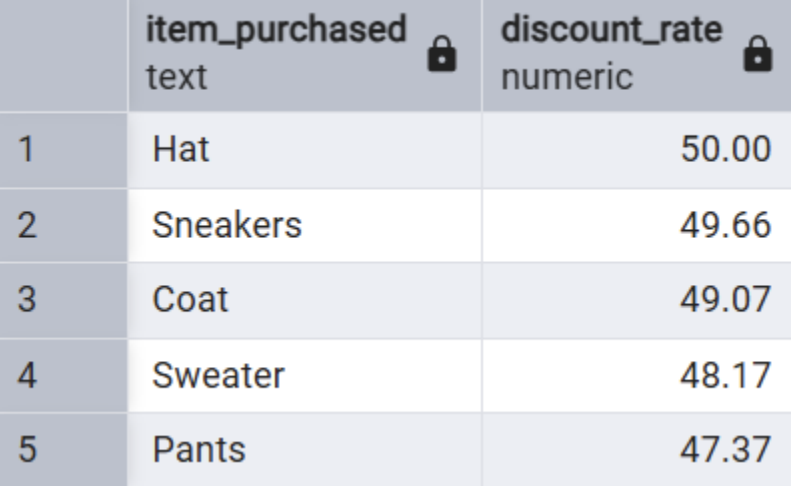 item_purchased discount_rate
text numeric
1 Hat 50.00
2 Sneakers 49.66
3 Coat 49.07
4 Sweater 48.17
5 Pants 47.37